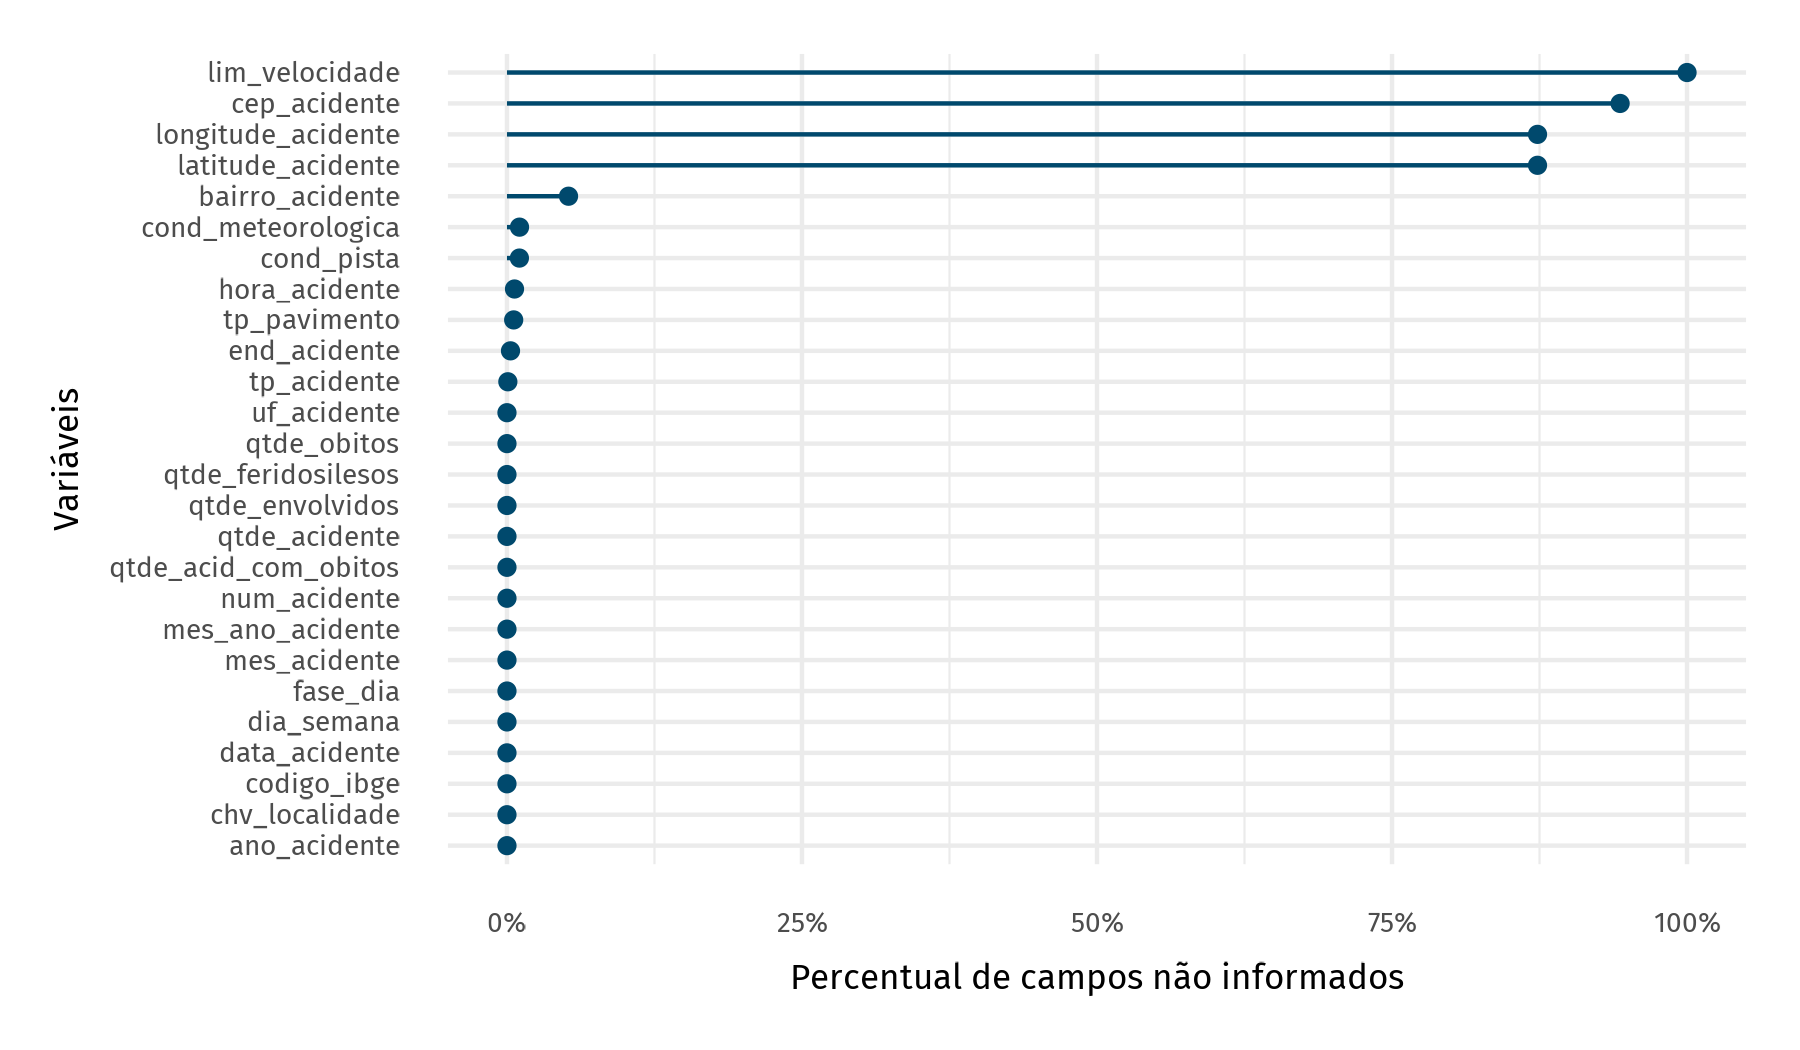 lim_velocidade
cep_acidente
longitude_acidente
latitude_acidente
bairro_acidente
cond_meteorologica
cond_pista
hora_acidente
tp_pavimento
end_acidente
tp_acidente
uf_acidente
qtde_obitos
qtde_feridosilesos
qtde_envolvidos
qtde_acidente
qtde_acid_com_obitos
num_acidente
mes_ano_acidente
mes_acidente
fase_dia
dia_semana
data_acidente
codigo_ibge
chv_localidade
ano_acidente
Variáveis
0% 25% 50% 75% 100%
Percentual de campos não informados